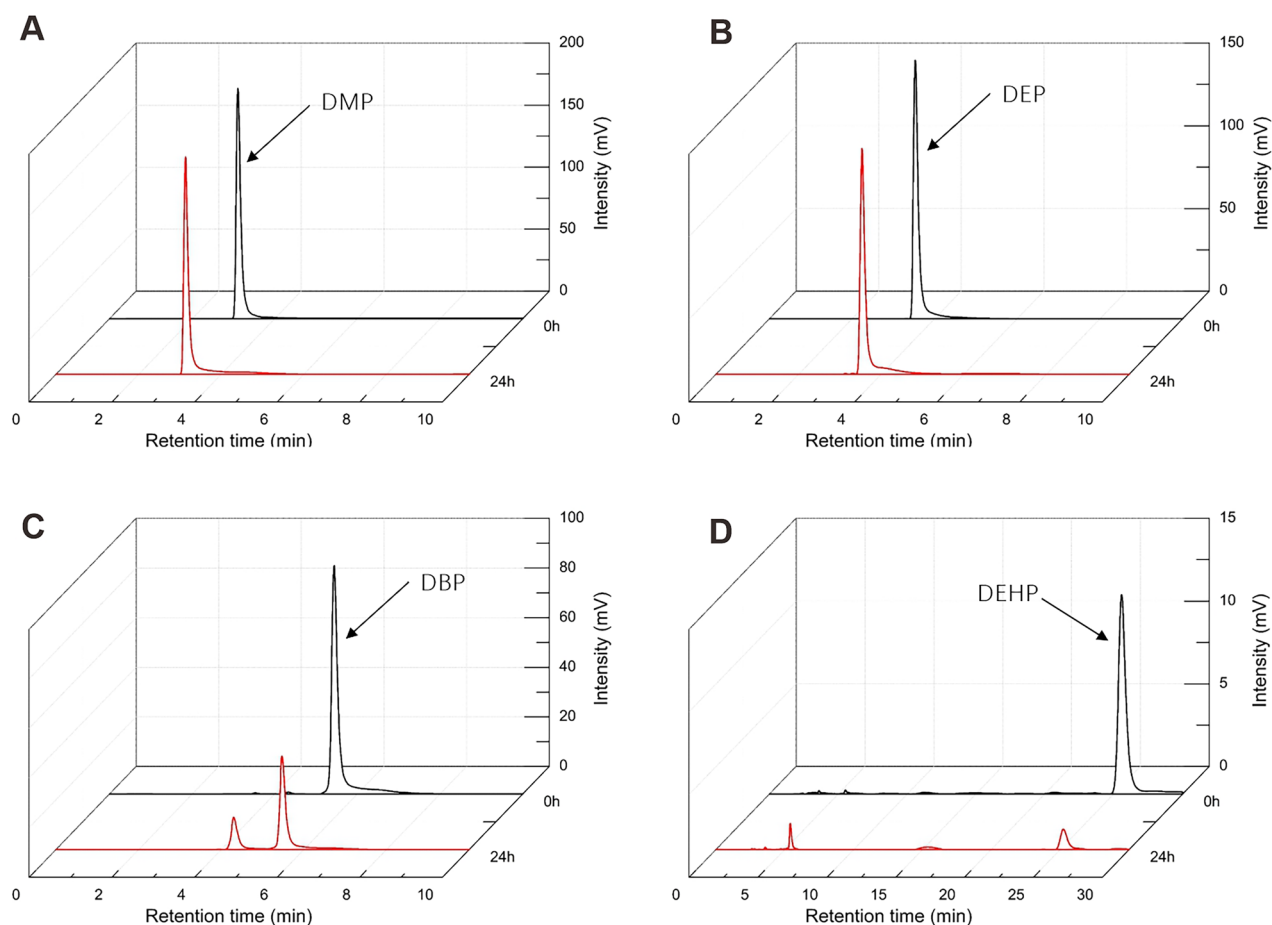 A
200
150
100
50
0
Intensity (mV)
DMP
0h
24h
0 2 4 6 8 10
Retention time (min)
B
150
100
50
0
Intensity (mV)
DEP
0h
24h
0 2 4 6 8 10
Retention time (min)
C
100
80
60
40
20
0
Intensity (mV)
DBP
0h
24h
0 2 4 6 8 10
Retention time (min)
D
15
10
5
0
Intensity (mV)
DEHP
0h
24h
0 5 10 15 20 25 30
Retention time (min)